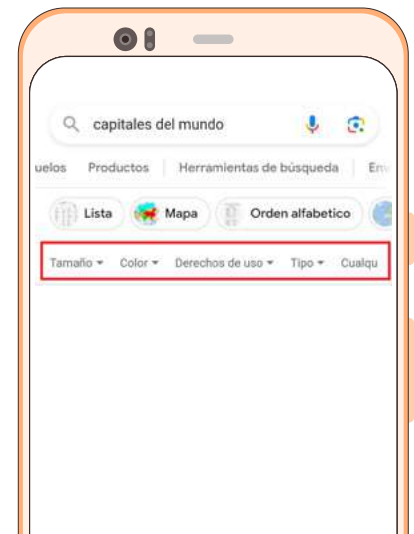 capitales del mundo
uelos Productos Herramientas de búsqueda En
Lista Mapa Orden alfabetico
Tamaño Color Derechos de uso Tipo Cualqu